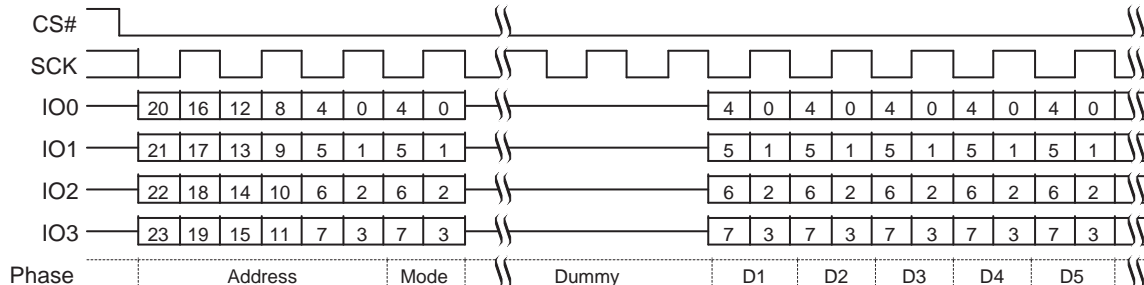 CS#
SCK
IO0 20 16 12 8 4 0 4 0 4 0 4 0 4 0 4 0 4 0
IO1 21 17 13 9 5 1 5 1 5 1 5 1 5 1 5 1 5 1
IO2 22 18 14 10 6 2 6 2 6 2 6 2 6 2 6 2 6 2
IO3 23 19 15 11 7 3 7 3 7 3 7 3 7 3 7 3 7 3
Phase Address Mode Dummy D1 D2 D3 D4 D5